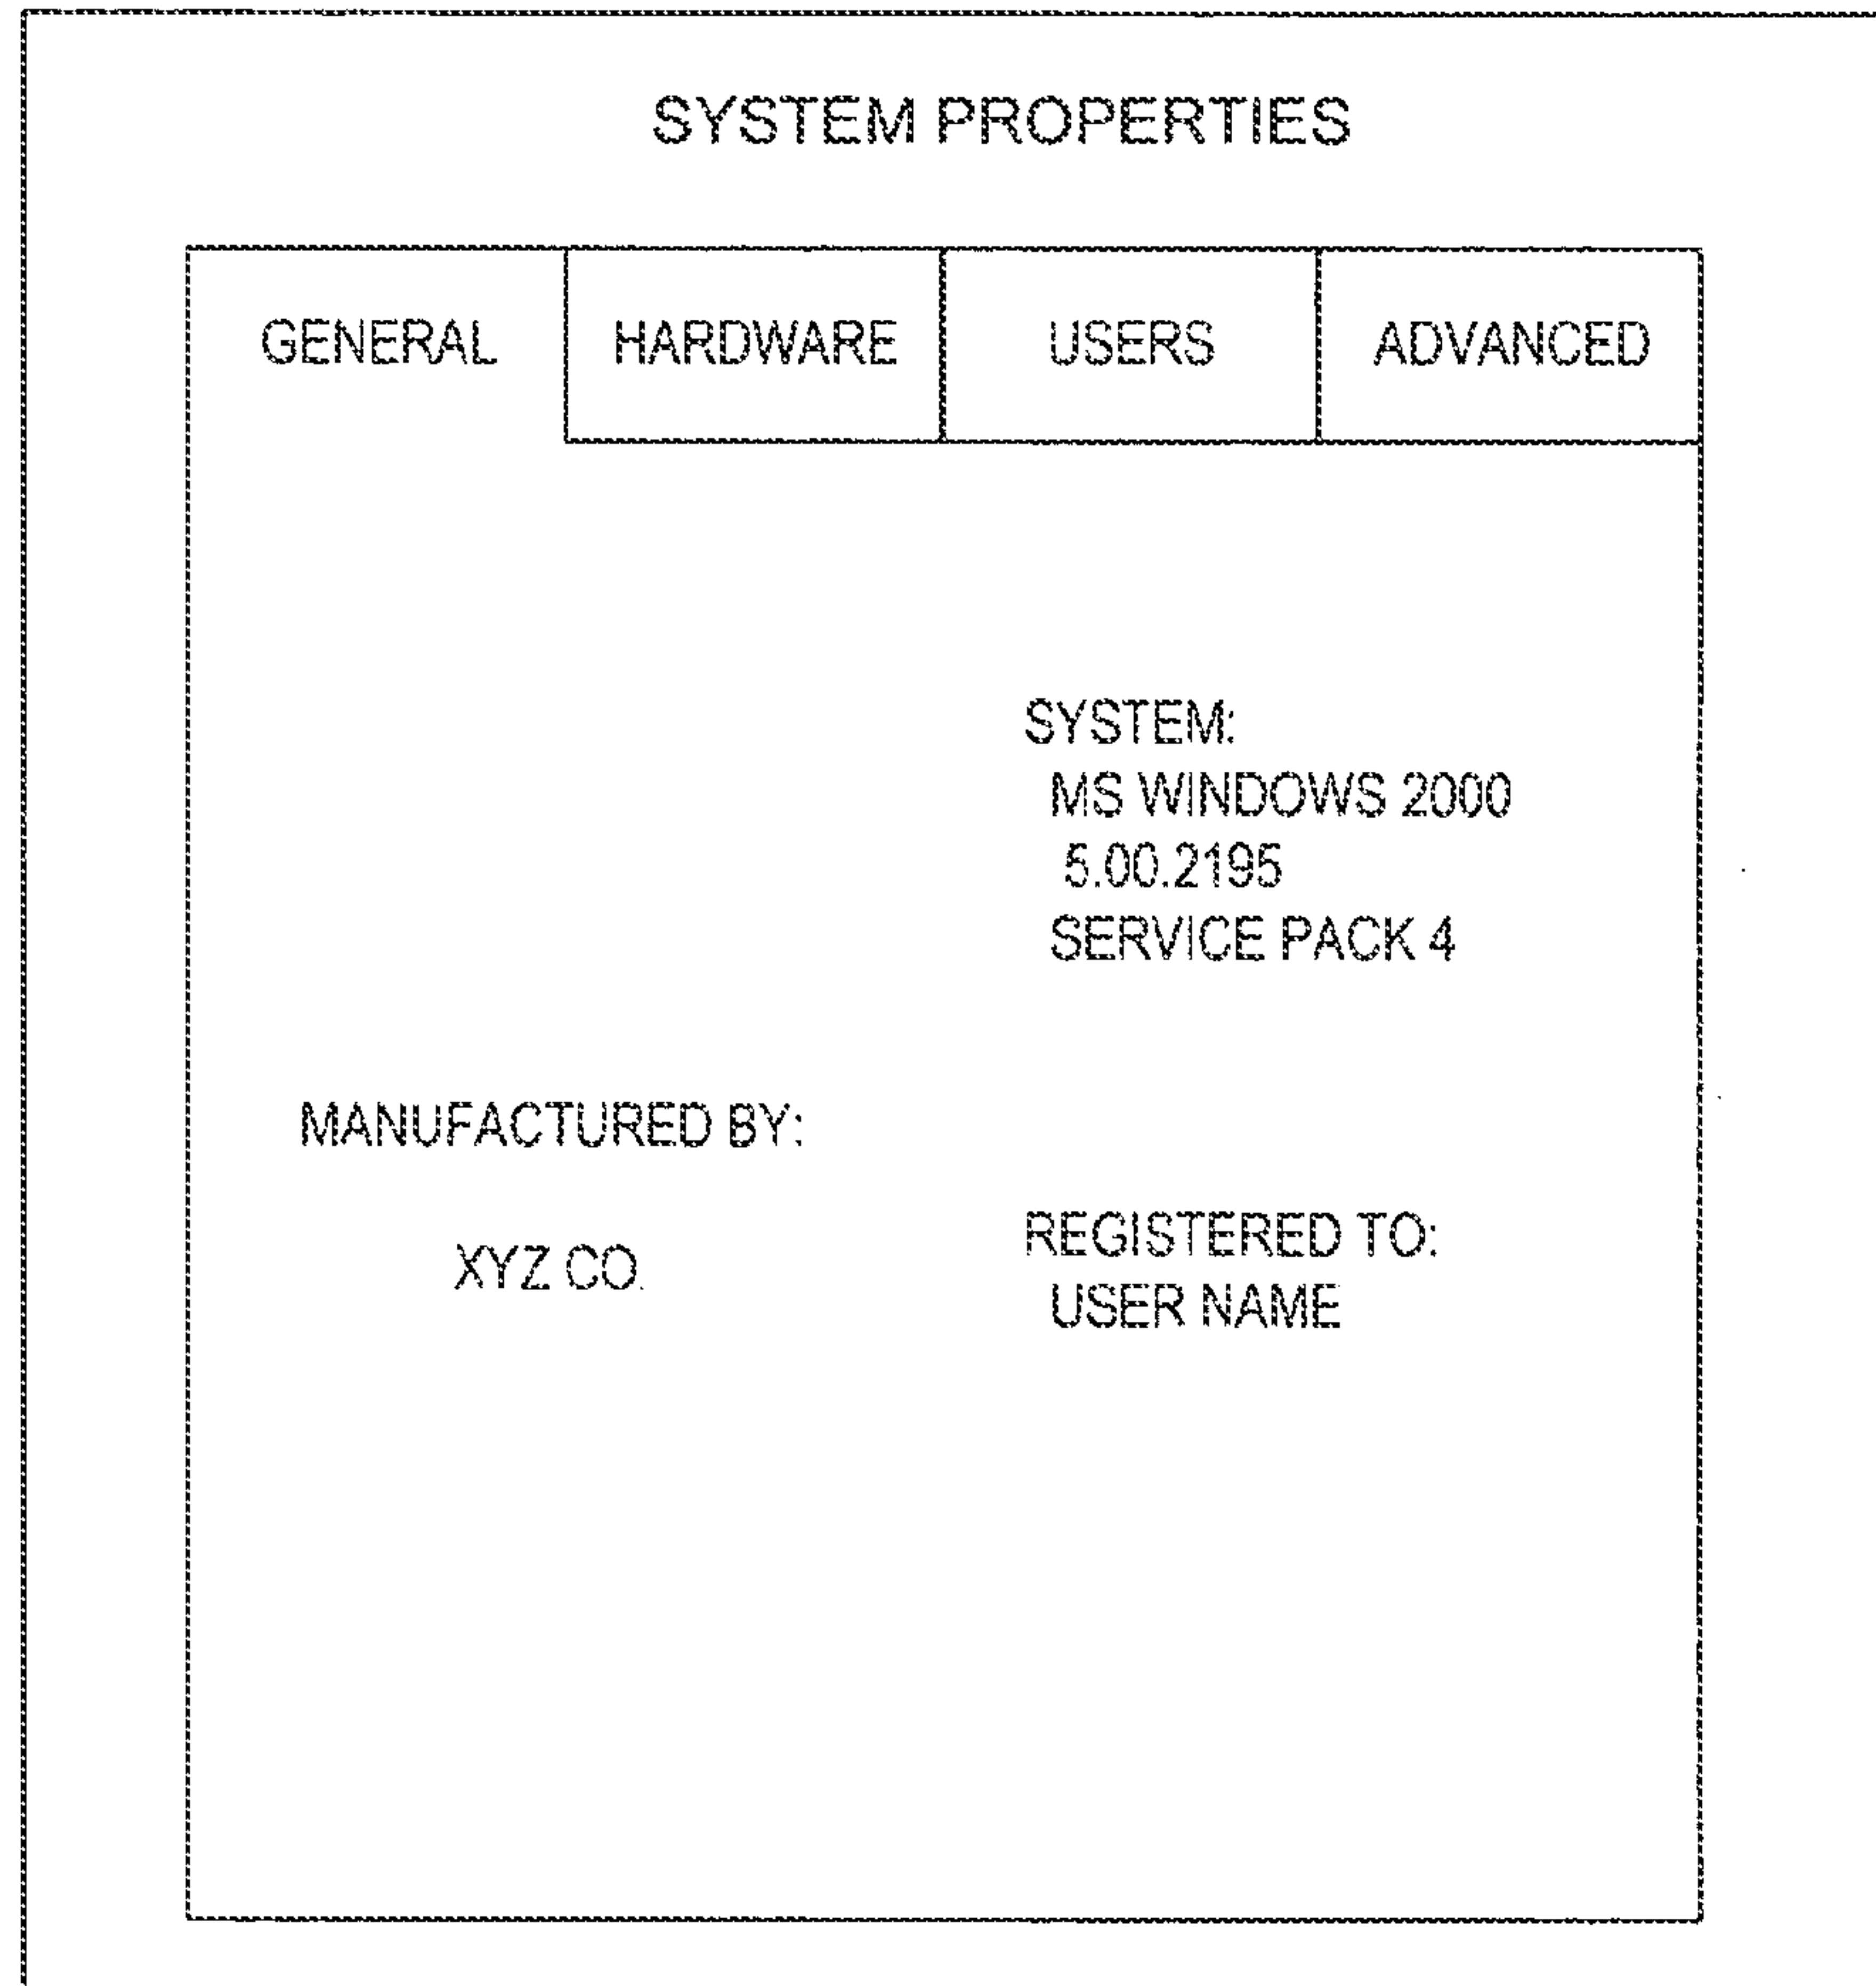 SYSTEM PROPERTIES
GENERAL HARDWARE USERS ADVANCED
SYSTEM:
MS WINDOWS 2000
5.00.2195
SERVICE PACK 4
MANUFACTURED BY:
XYZ CO.
REGISTERED TO:
USER NAME